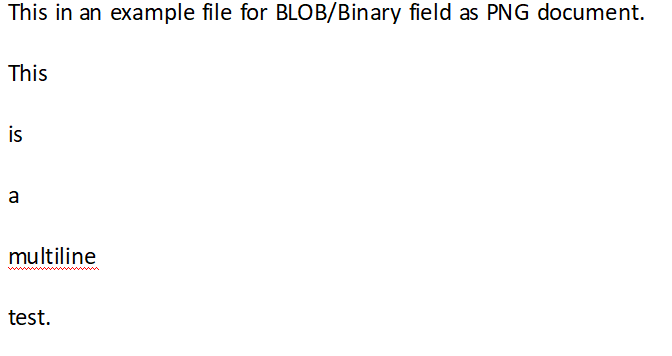 This in an example file for BLOB/Binary field as PNG document.
This
is
a
multiline
test.